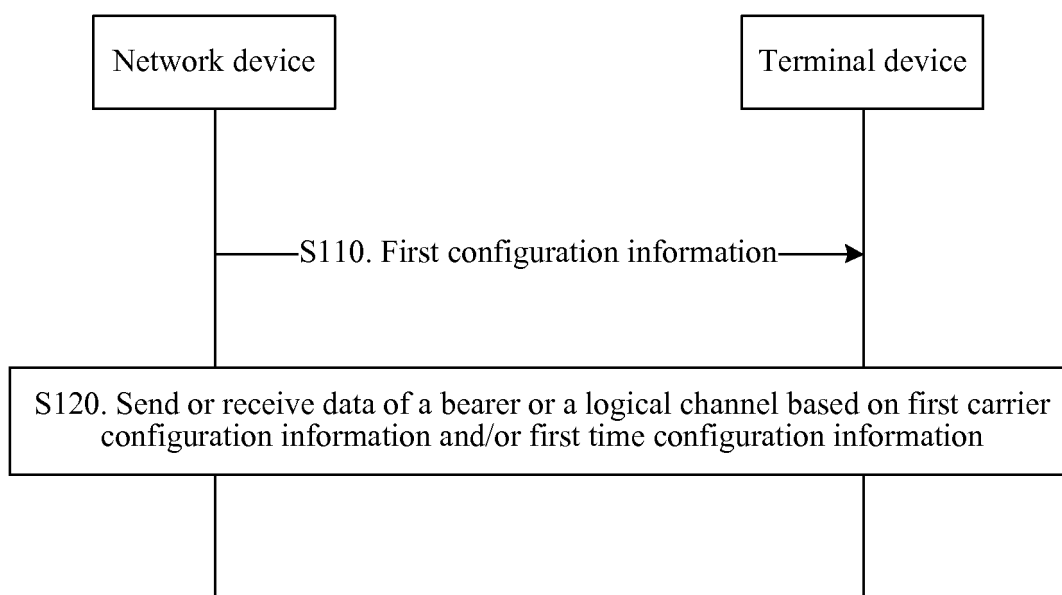 Network device
Terminal device
S110. First configuration information
S120. Send or receive data of a bearer or a logical channel based on first carrier
configuration information and/or first time configuration information